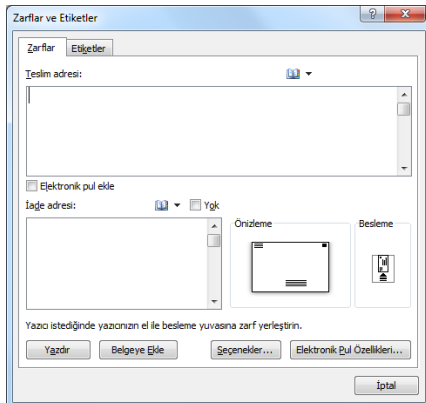 Zarflar ve Etiketler
Zarflar Etiketler
Teslim adresi:
Elektronik pul ekle
İade adresi: Yok
Önizleme Besleme
Yazıcı istediğinde yazıcınızın el ile besleme yuvasına zarf yerleştirin.
Yazdır Belgeye Ekle Seçenekler... Elektronik Pul Özellikleri...
İptal